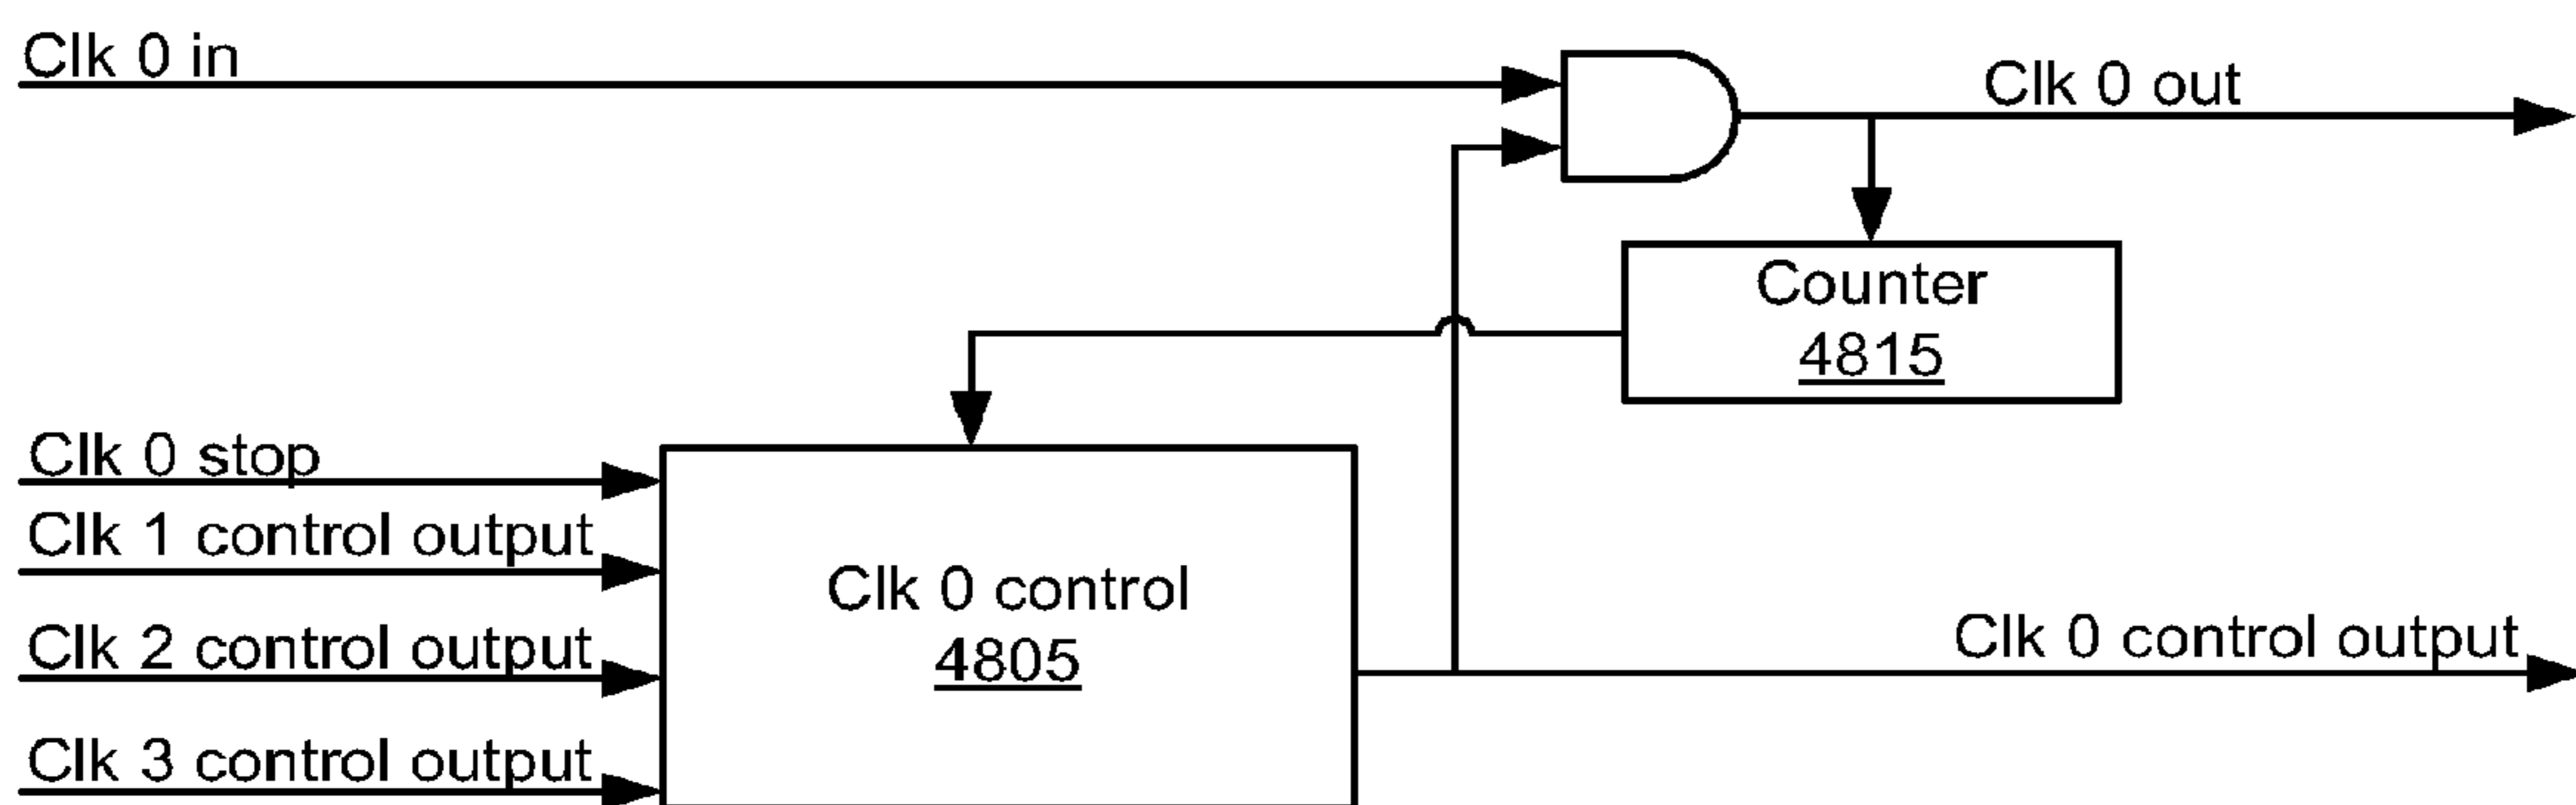 Clk 0 in
Clk 0 out
Counter
4815
Clk 0 stop
Clk 1 control output
Clk 0 control
4805
Clk 2 control output
Clk 0 control output
Clk 3 control output